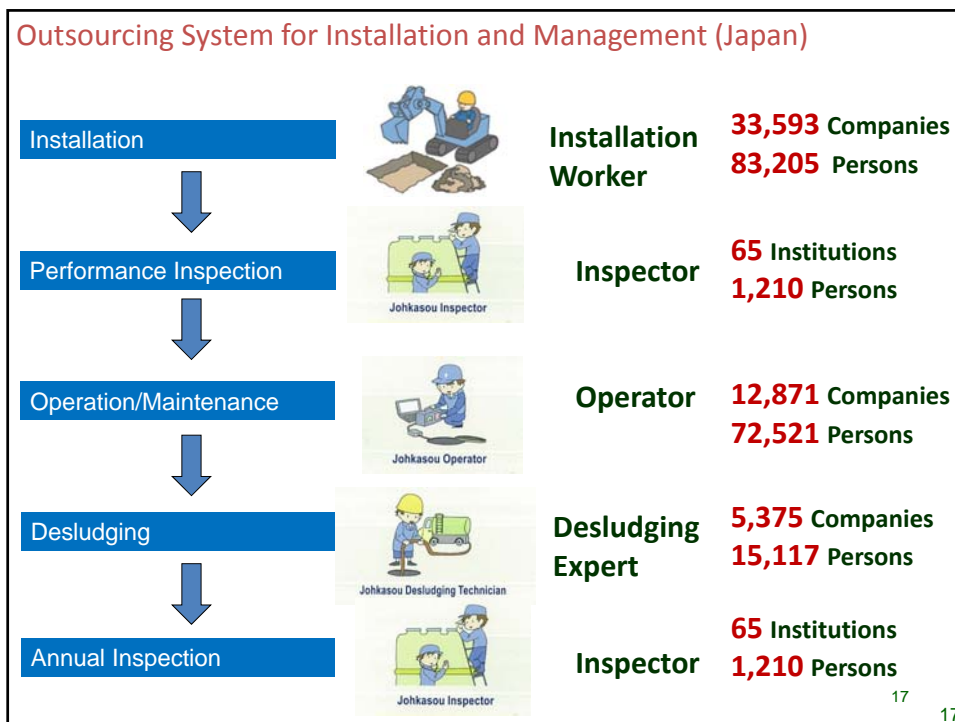 Outsourcing System for Installation and Management (Japan)
Installation
Installation
Worker
33,593 Companies
83,205 Persons
Performance Inspection
Johkasou Inspector
Inspector
65 Institutions
1,210 Persons
Operation/Maintenance
Johkasou Operator
Operator
12,871 Companies
72,521 Persons
Desludging
Johkasou Desludging Technician
Desludging
Expert
5,375 Companies
15,117 Persons
Annual Inspection
Johkasou Inspector
Inspector
65 Institutions
1,210 Persons
17
17